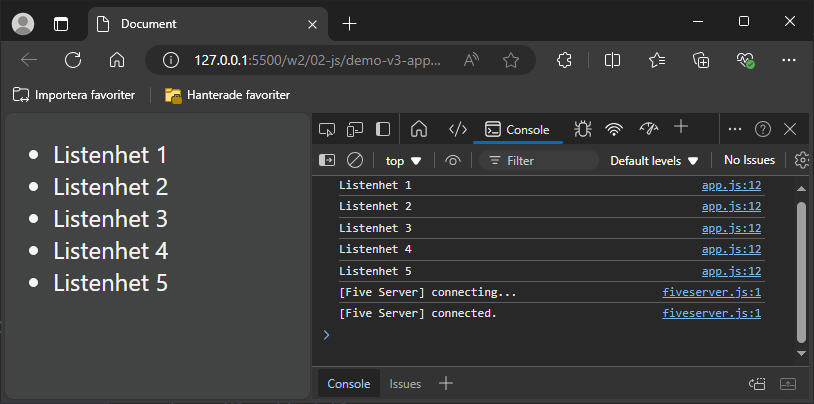 Document
127.0.0.1:5500/w2/02-js/demo-v3-app...
Importera favoriter
Hanterade favoriter
Listenhet 1
Listenhet 2
Listenhet 3
Listenhet 4
Listenhet 5
Console
top
Filter
Default levels
No Issues
Listenhet 1 app.js:12
Listenhet 2 app.js:12
Listenhet 3 app.js:12
Listenhet 4 app.js:12
Listenhet 5 app.js:12
[Five Server] connecting... fiveserver.js:1
[Five Server] connected. fiveserver.js:1
Console
Issues